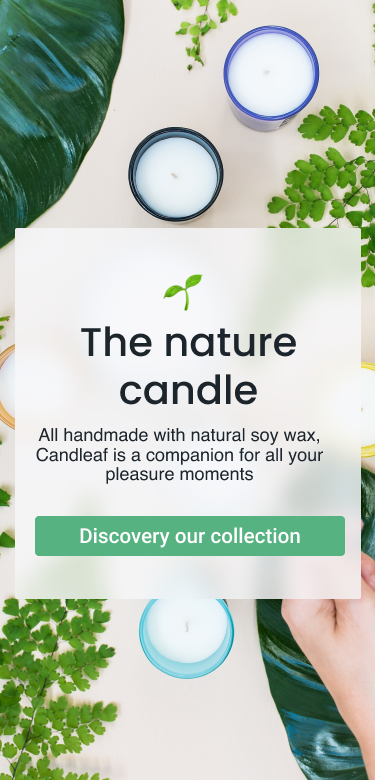 The nature
candle
All handmade with natural soy wax,
Candleaf is a companion for all your
pleasure moments
Discovery our collection